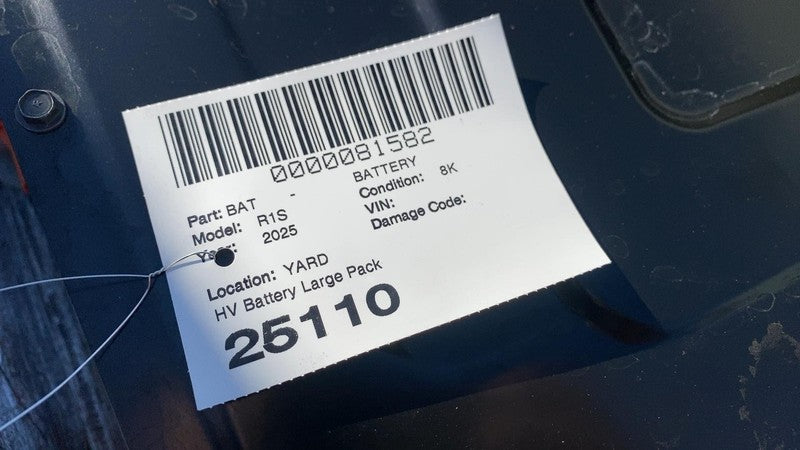 0000081582
Part: BAT - BATTERY
Model: R1S Condition: 8K
Year: 2025 VIN:
Damage Code:
Location: YARD
HV Battery Large Pack
25110